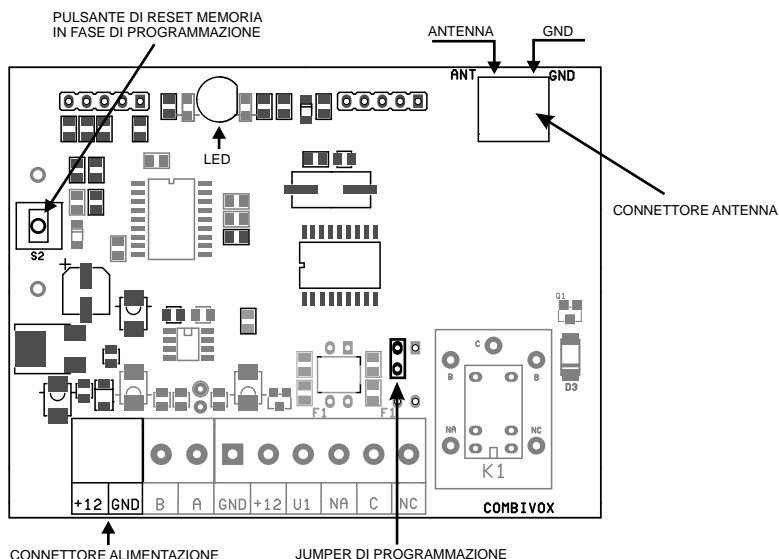 PULSANTE DI RESET MEMORIA
IN FASE DI PROGRAMMAZIONE
ANTENNA
GND
ANT
GND
LED
CONNETTORE ANTENNA
S2
+
Q1
C
B
B
D3
F1
F1
NA
NC
K1
+12 GND B A GND +12 U1 NA C NC
COMBIVOX
CONNETTORE ALIMENTAZIONE
JUMPER DI PROGRAMMAZIONE